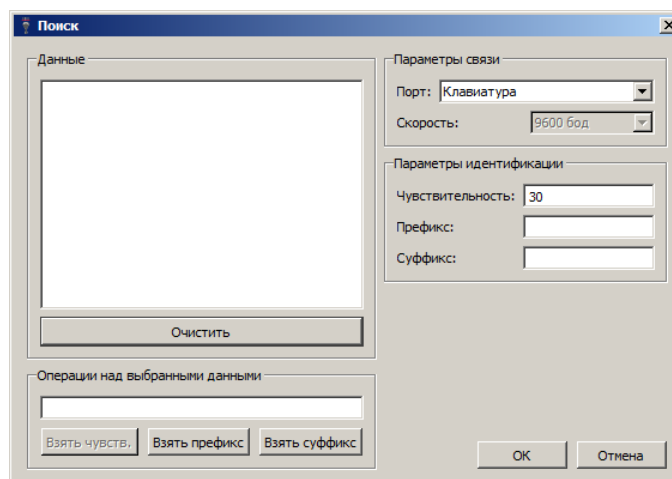 Поиск
Данные
Очистить
Операции над выбранными данными
Взять чувств.
Взять префикс
Взять суффикс
Параметры связи
Порт: Клавиатура
Скорость: 9600 бод
Параметры идентификации
Чувствительность: 30
Префикс:
Суффикс:
OK
Отмена